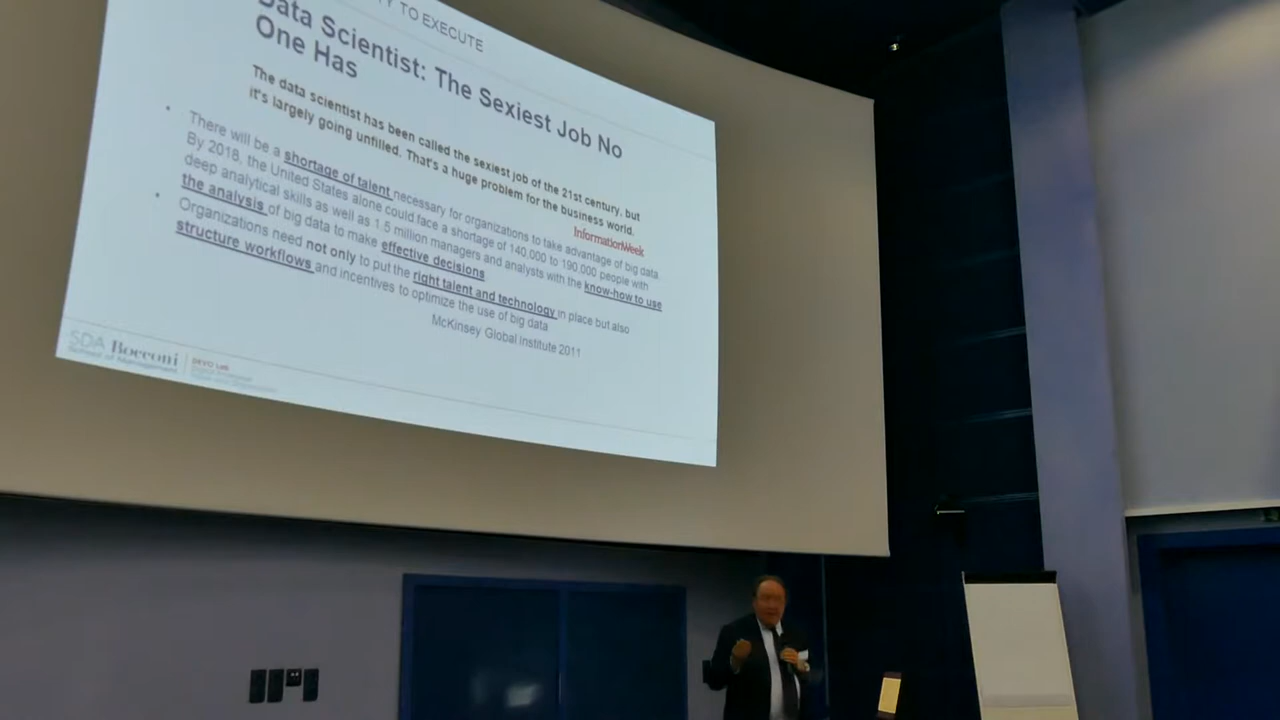 TY TO EXECUTE
Data Scientist: The Sexiest Job No
One Has
The data scientist has been called the sexiest job of the 21st century, but
it's largely going unfilled. That's a huge problem for the business world.
InformationWeek
• There will be a shortage of talent necessary for organizations to take advantage of big data.
By 2018, the United States alone could face a shortage of 140,000 to 190,000 people with
deep analytical skills as well as 1.5 million managers and analysts with the know-how to use
the analysis of big data to make effective decisions
• Organizations need not only to put the right talent and technology in place but also
structure workflows and incentives to optimize the use of big data
McKinsey Global Institute 2011
SDA Bocconi
School of Management
DEVO Lab